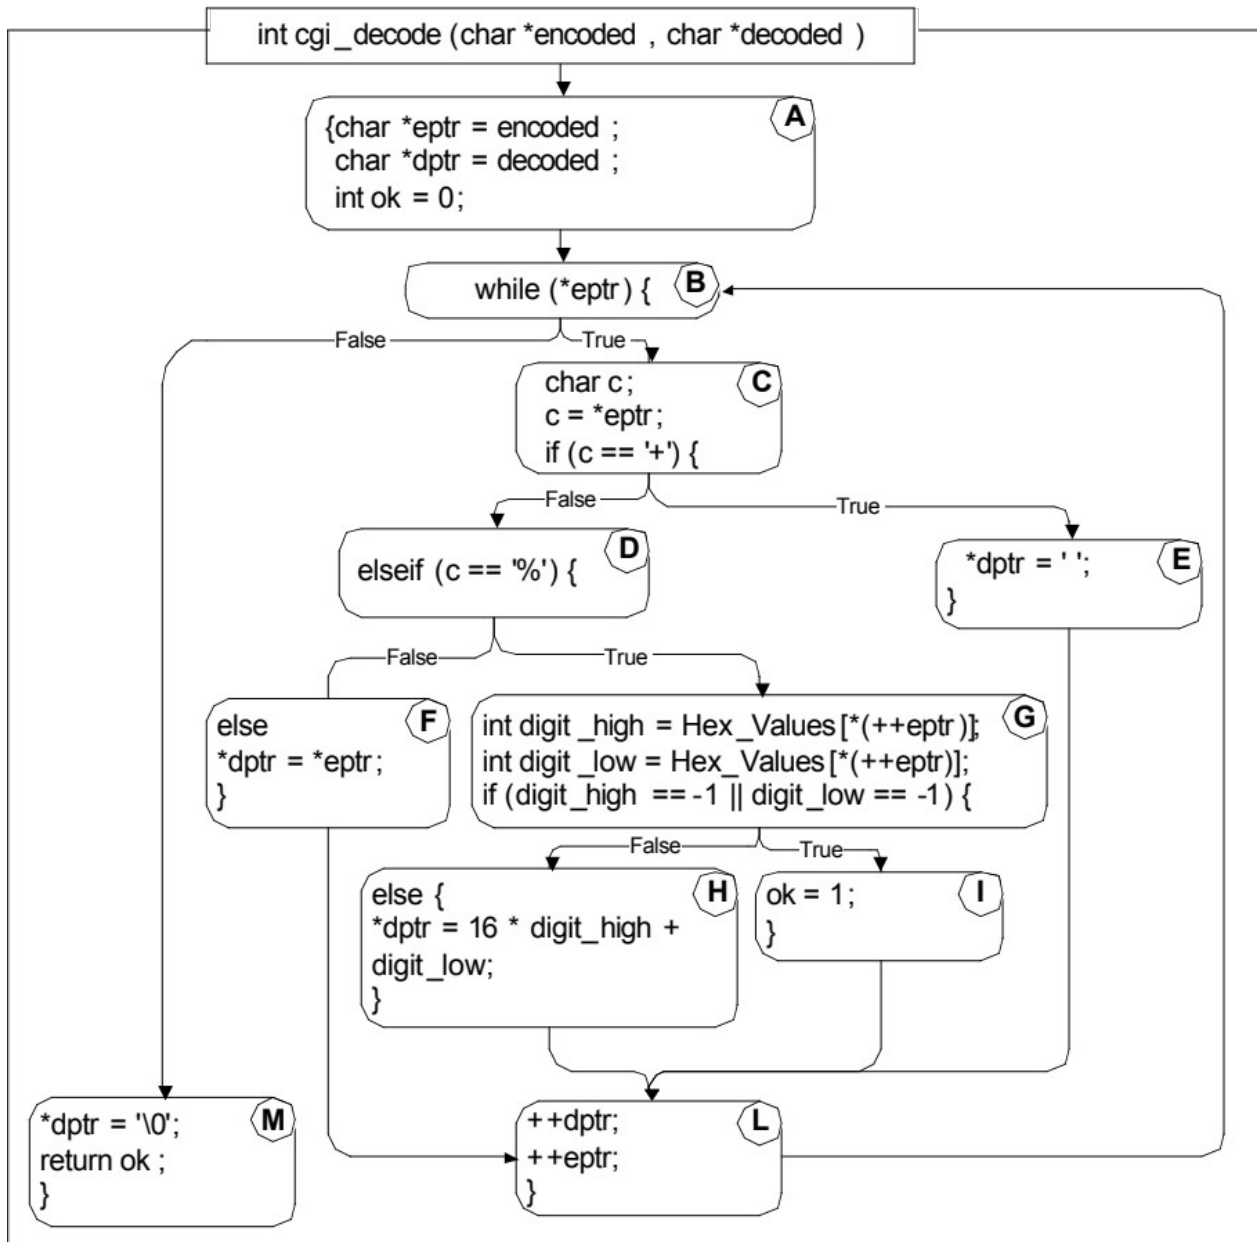 int cgi_decode (char *encoded , char *decoded )
A
{char *eptr = encoded ;
char *dptr = decoded ;
int ok = 0;
while (*eptr) {
B
False
True
char c;
C
c = *eptr;
if (c == '+') {
False
True
elseif (c == '%') {
D
*dptr = ' ';
E
}
False
True
else
F
*dptr = *eptr;
}
int digit_high = Hex_Values[*(++eptr)];
G
int digit_low = Hex_Values[*(++eptr)];
if (digit_high == -1 || digit_low == -1) {
False
True
else {
H
*dptr = 16 * digit_high +
digit_low;
}
ok = 1;
I
}
*dptr = '\0';
M
return ok ;
}
++dptr;
L
++eptr;
}